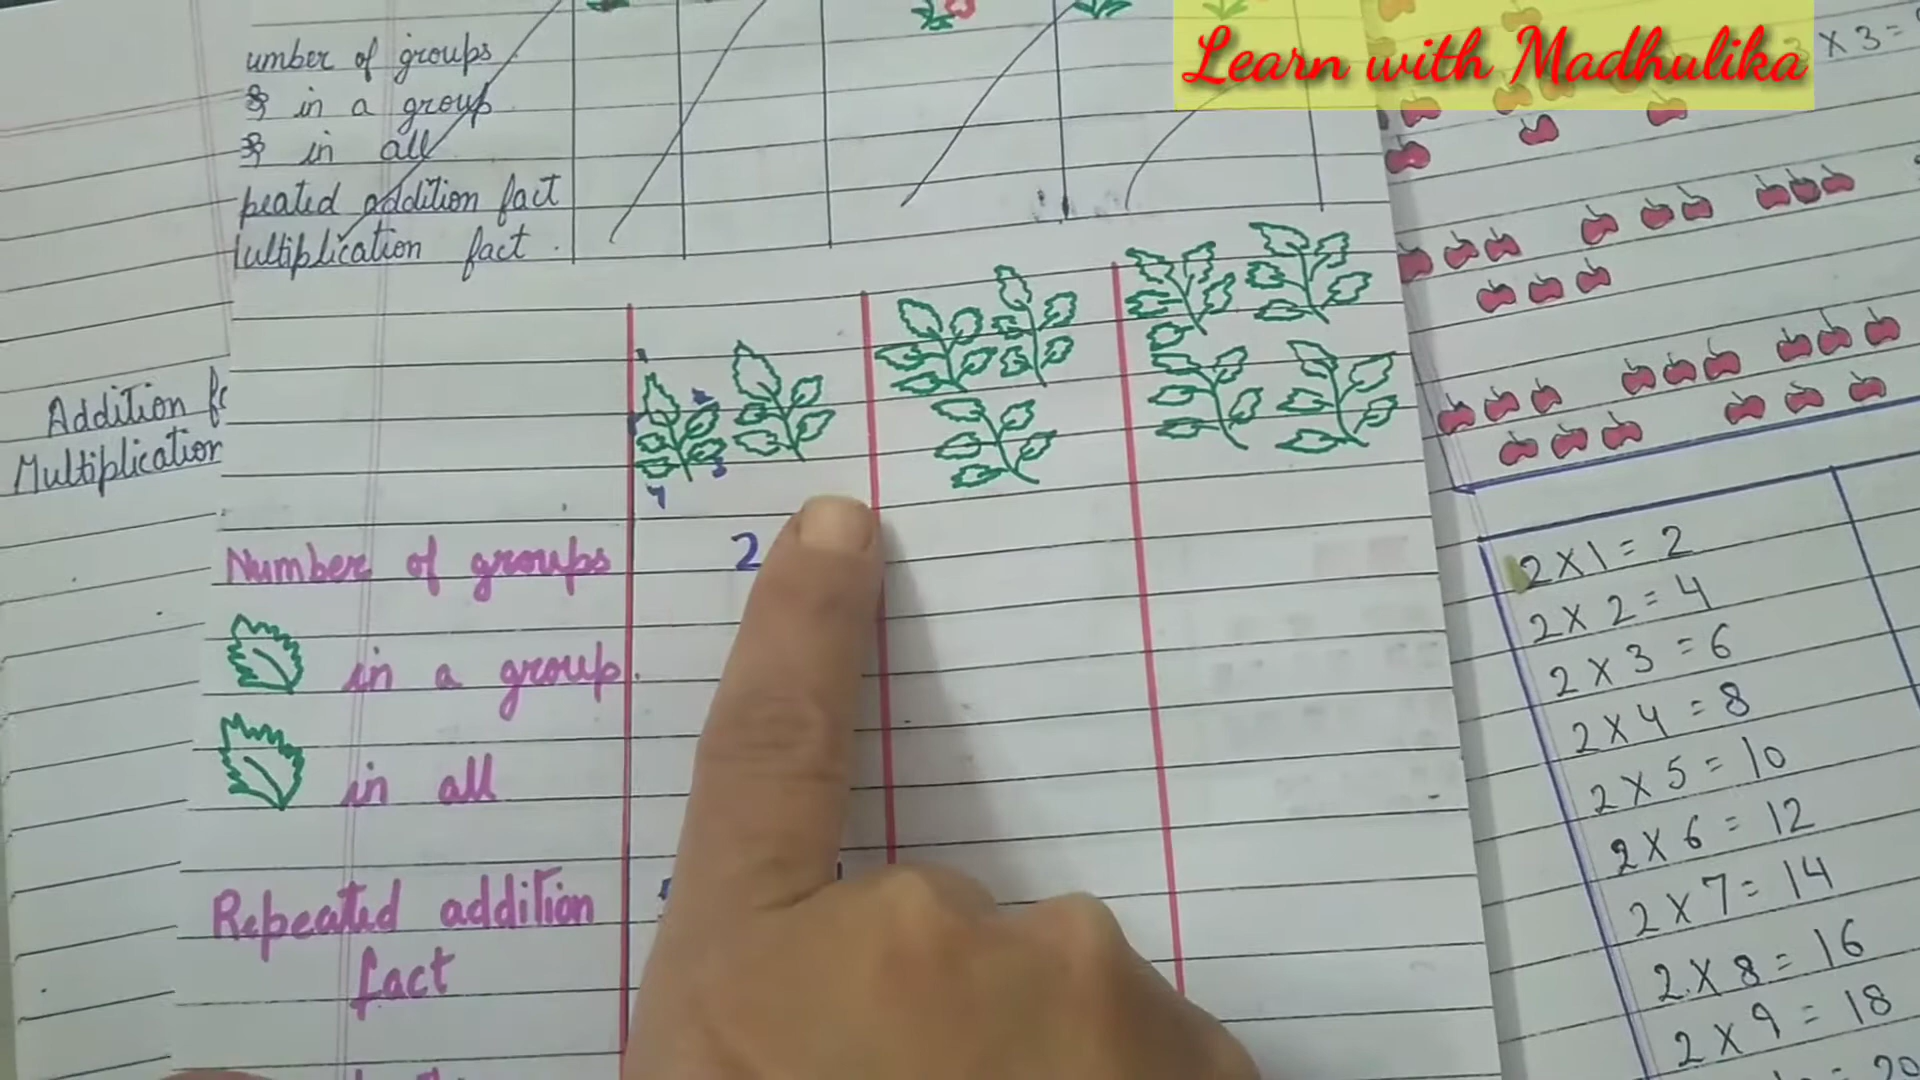 Learn with Madhulika
umber of groups
in a group
in all
peated addition fact
lultiplication fact.
Addition
Multiplication
Number of groups
2
in a group
in all
Repeated addition
fact
x 3 =
2 x 1 = 2
2 x 2 = 4
2 x 3 = 6
2 x 4 = 8
2 x 5 = 10
2 x 6 = 12
2 x 7 = 14
2 x 8 = 16
2 x 9 = 18
20